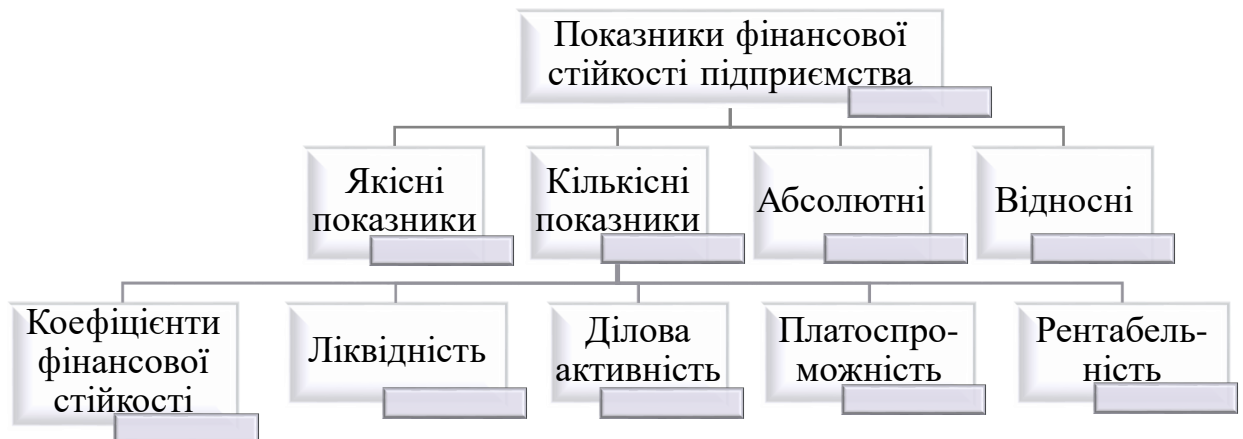 Показники фінансової
стійкості підприємства
Якісні
показники
Кількісні
показники
Абсолютні
Відносні
Коефіцієнти
фінансової
стійкості
Ліквідність
Ділова
активність
Платоспро-
можність
Рентабель-
ність